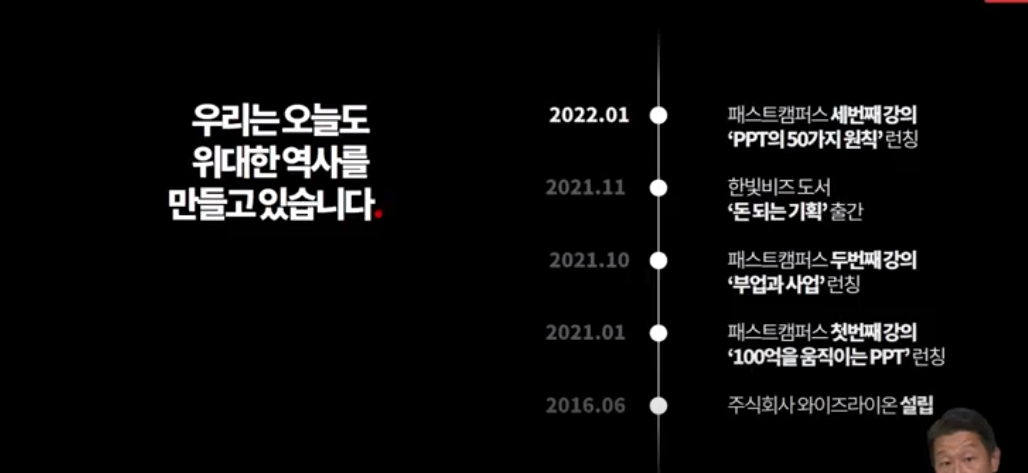 우리는 오늘도
위대한 역사를
만들고 있습니다.
2022.01
패스트캠퍼스 세번째 강의
‘PPT의 50가지 원칙’ 런칭
2021.11
한빛비즈 도서
‘돈 되는 기획’ 출간
2021.10
패스트캠퍼스 두번째 강의
‘부업과 사업’ 런칭
2021.01
패스트캠퍼스 첫번째 강의
‘100억을 움직이는 PPT’ 런칭
2016.06
주식회사 와이즈라이온 설립